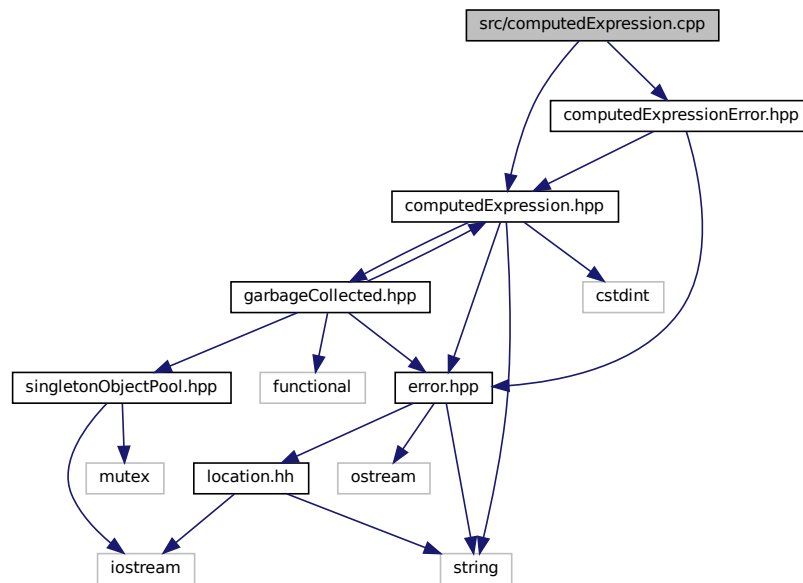 src/computedExpression.cpp
computedExpressionError.hpp
computedExpression.hpp
garbageCollected.hpp
cstdint
singletonObjectPool.hpp
functional
error.hpp
mutex
location.hh
ostream
iostream
string